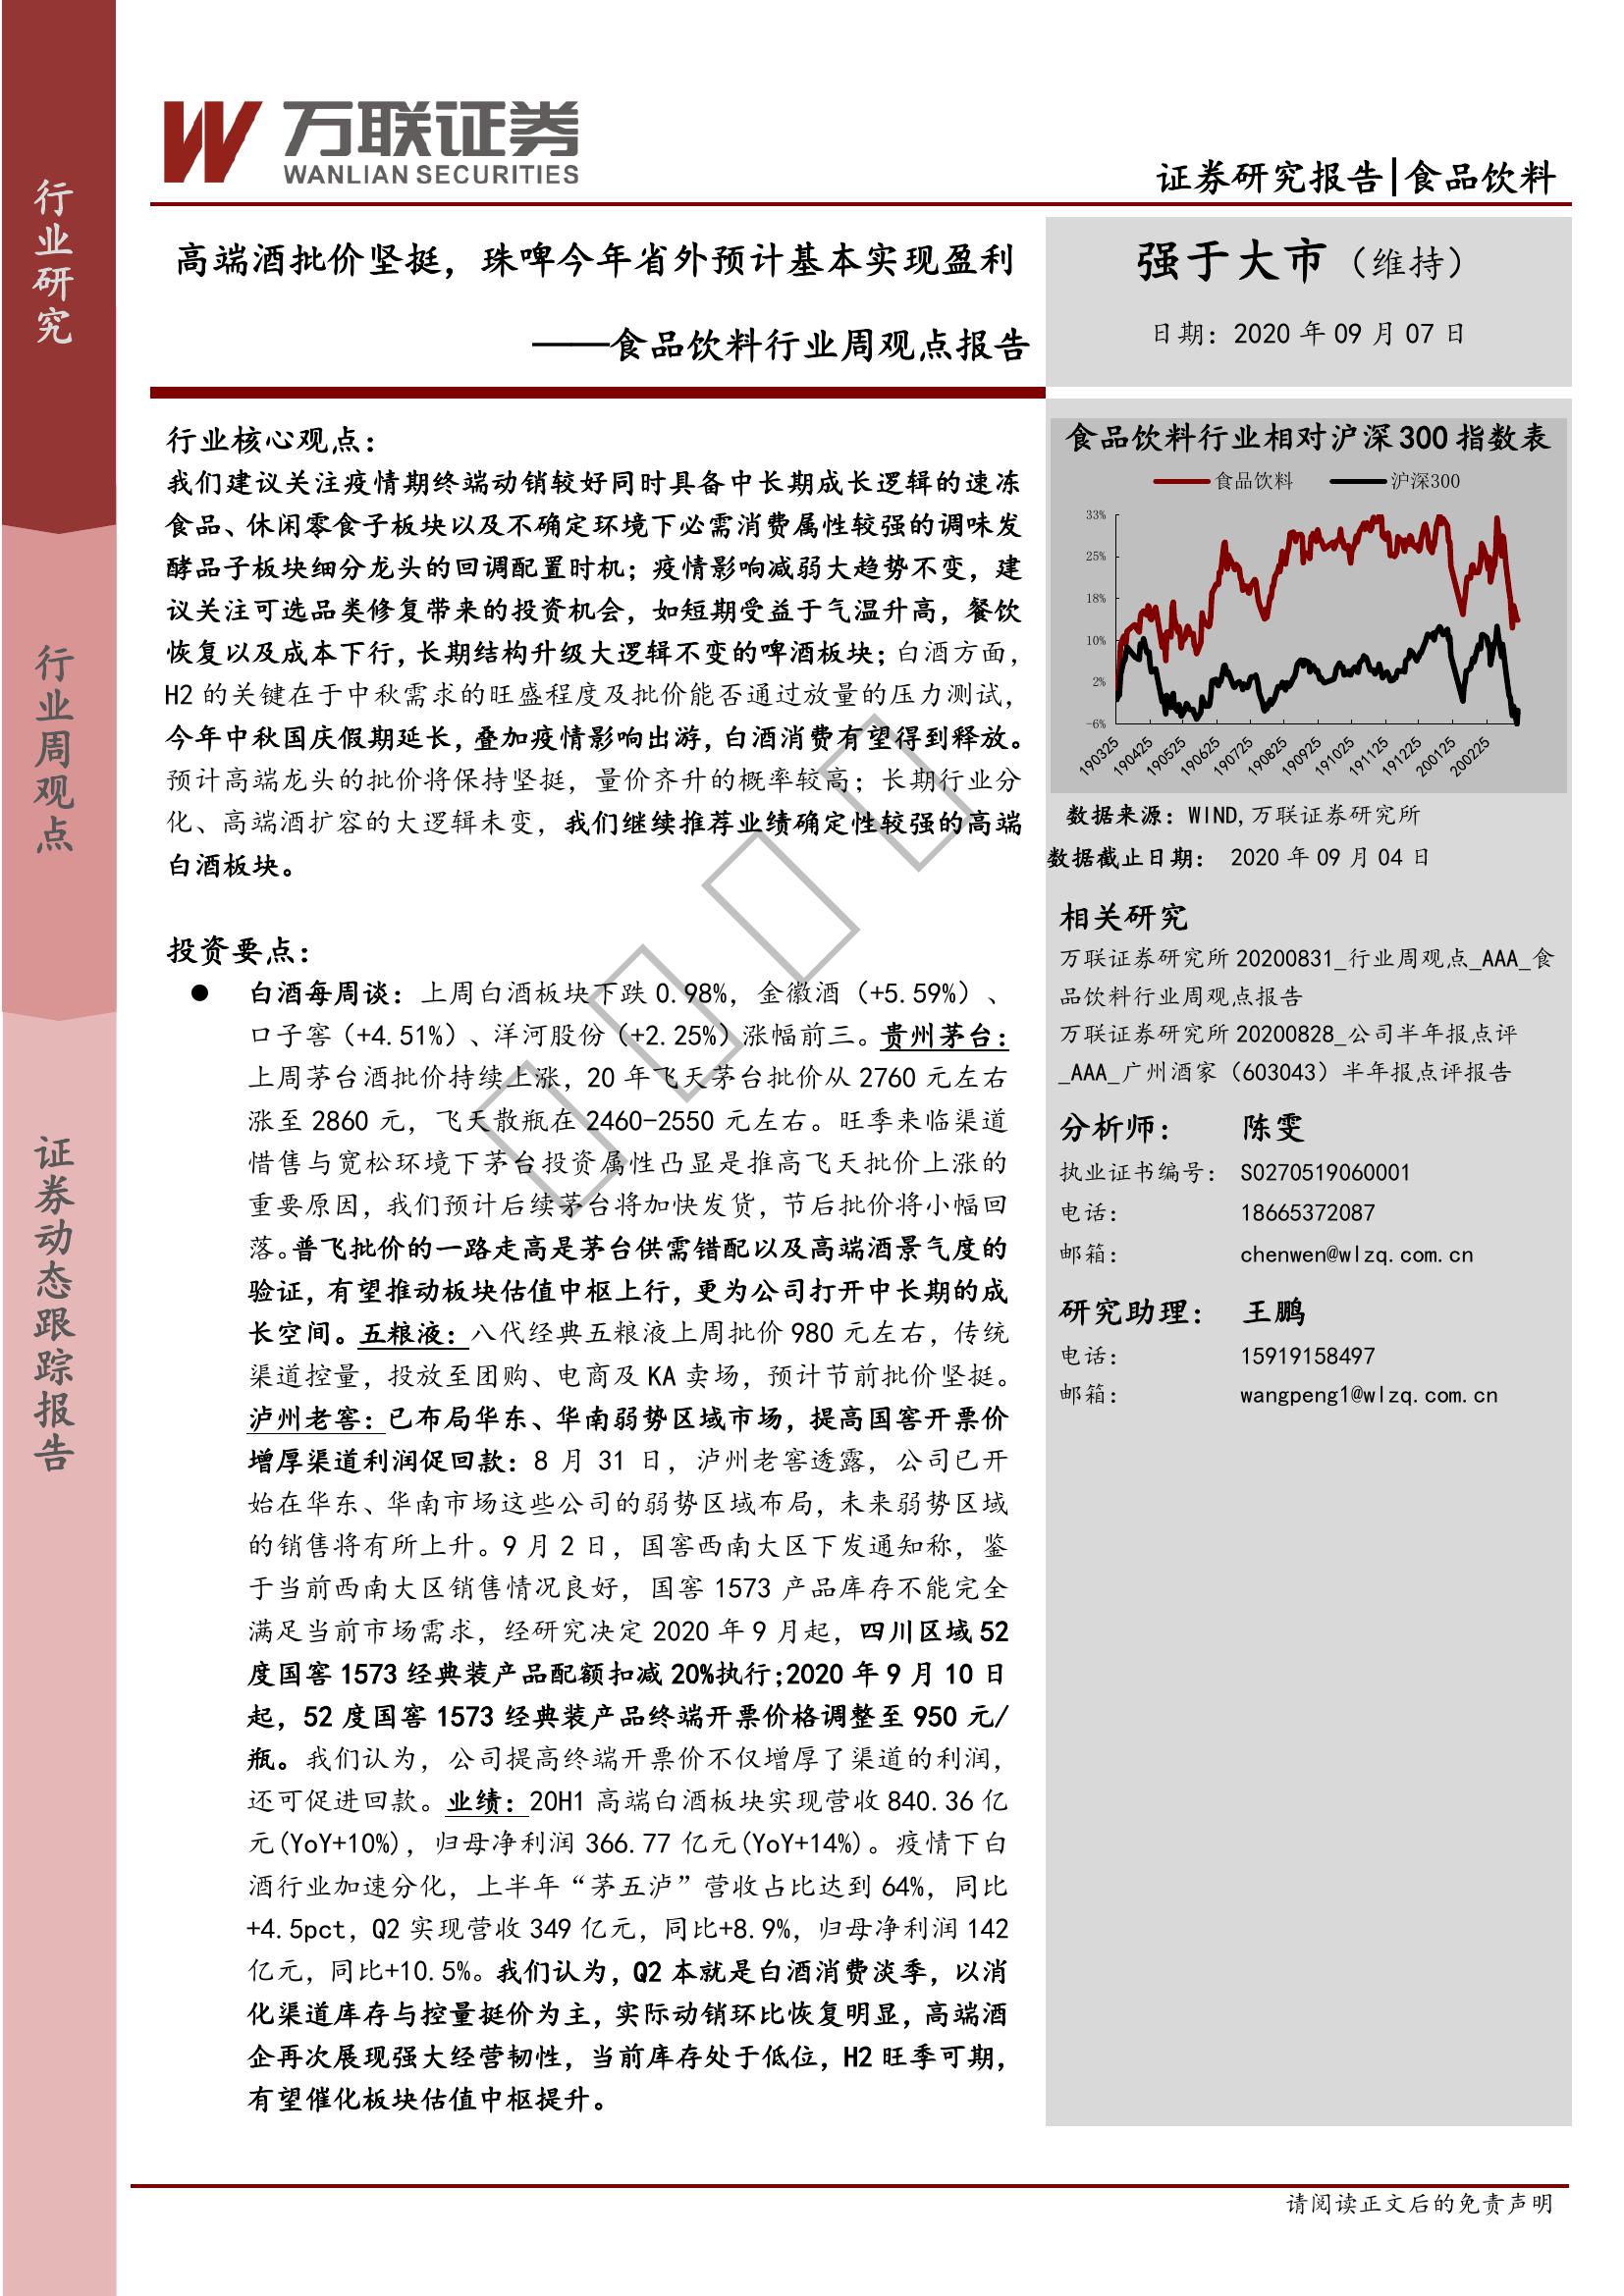 万联证券
WANLIAN SECURITIES
证券研究报告|食品饮料
行业研究
行业周观点
证券动态跟踪报告
高端酒批价坚挺，珠啤今年省外预计基本实现盈利
——食品饮料行业周观点报告
强于大市（维持）
日期：2020 年 09 月 07 日
行业核心观点：
我们建议关注疫情期终端动销较好同时具备中长期成长逻辑的速冻
食品、休闲零食子板块以及不确定环境下必需消费属性较强的调味发
酵品子板块细分龙头的回调配置时机；疫情影响减弱大趋势不变，建
议关注可选品类修复带来的投资机会，如短期受益于气温升高，餐饮
恢复以及成本下行，长期结构升级大逻辑不变的啤酒板块；白酒方面，
H2 的关键在于中秋需求的旺盛程度及批价能否通过放量的压力测试，
今年中秋国庆假期延长，叠加疫情影响出游，白酒消费有望得到释放。
预计高端龙头的批价将保持坚挺，量价齐升的概率较高；长期行业分
化、高端酒扩容的大逻辑未变，我们继续推荐业绩确定性较强的高端
白酒板块。
投资要点：
● 白酒每周谈：上周白酒板块下跌 0.98%，金徽酒（+5.59%）、
口子窖（+4.51%）、洋河股份（+2.25%）涨幅前三。贵州茅台：
上周茅台酒批价持续上涨，20 年飞天茅台批价从 2760 元左右
涨至 2860 元，飞天散瓶在 2460-2550 元左右。旺季来临渠道
惜售与宽松环境下茅台投资属性凸显是推高飞天批价上涨的
重要原因，我们预计后续茅台将加快发货，节后批价将小幅回
落。普飞批价的一路走高是茅台供需错配以及高端酒景气度的
验证，有望推动板块估值中枢上行，更为公司打开中长期的成
长空间。五粮液：八代经典五粮液上周批价 980 元左右，传统
渠道控量，投放至团购、电商及 KA 卖场，预计节前批价坚挺。
泸州老窖：已布局华东、华南弱势区域市场，提高国窖开票价
增厚渠道利润促回款：8 月 31 日，泸州老窖透露，公司已开
始在华东、华南市场这些公司的弱势区域布局，未来弱势区域
的销售将有所上升。9 月 2 日，国窖西南大区下发通知称，鉴
于当前西南大区销售情况良好，国窖 1573 产品库存不能完全
满足当前市场需求，经研究决定 2020 年 9 月起，四川区域 52
度国窖 1573 经典装产品配额扣减 20%执行;2020 年 9 月 10 日
起，52 度国窖 1573 经典装产品终端开票价格调整至 950 元/
瓶。我们认为，公司提高终端开票价不仅增厚了渠道的利润，
还可促进回款。业绩：20H1 高端白酒板块实现营收 840.36 亿
元(YoY+10%)，归母净利润 366.77 亿元(YoY+14%)。疫情下白
酒行业加速分化，上半年“茅五泸”营收占比达到 64%，同比
+4.5pct，Q2 实现营收 349 亿元，同比+8.9%，归母净利润 142
亿元，同比+10.5%。我们认为，Q2 本就是白酒消费淡季，以消
化渠道库存与控量挺价为主，实际动销环比恢复明显，高端酒
企再次展现强大经营韧性，当前库存处于低位，H2 旺季可期，
有望催化板块估值中枢提升。
食品饮料行业相对沪深 300 指数表
食品饮料 沪深300
33%
25%
18%
10%
2%
-6%
190325 190425 190525 190625 190725 190825 190925 191025 191125 191225 200125 200225
数据来源：WIND,万联证券研究所
数据截止日期： 2020 年 09 月 04 日
相关研究
万联证券研究所 20200831_行业周观点_AAA_食
品饮料行业周观点报告
万联证券研究所 20200828_公司半年报点评
_AAA_广州酒家（603043）半年报点评报告
分析师： 陈雯
执业证书编号： S0270519060001
电话： 18665372087
邮箱： chenwen@wlzq.com.cn
研究助理： 王鹏
电话： 15919158497
邮箱： wangpeng1@wlzq.com.cn
请阅读正文后的免责声明